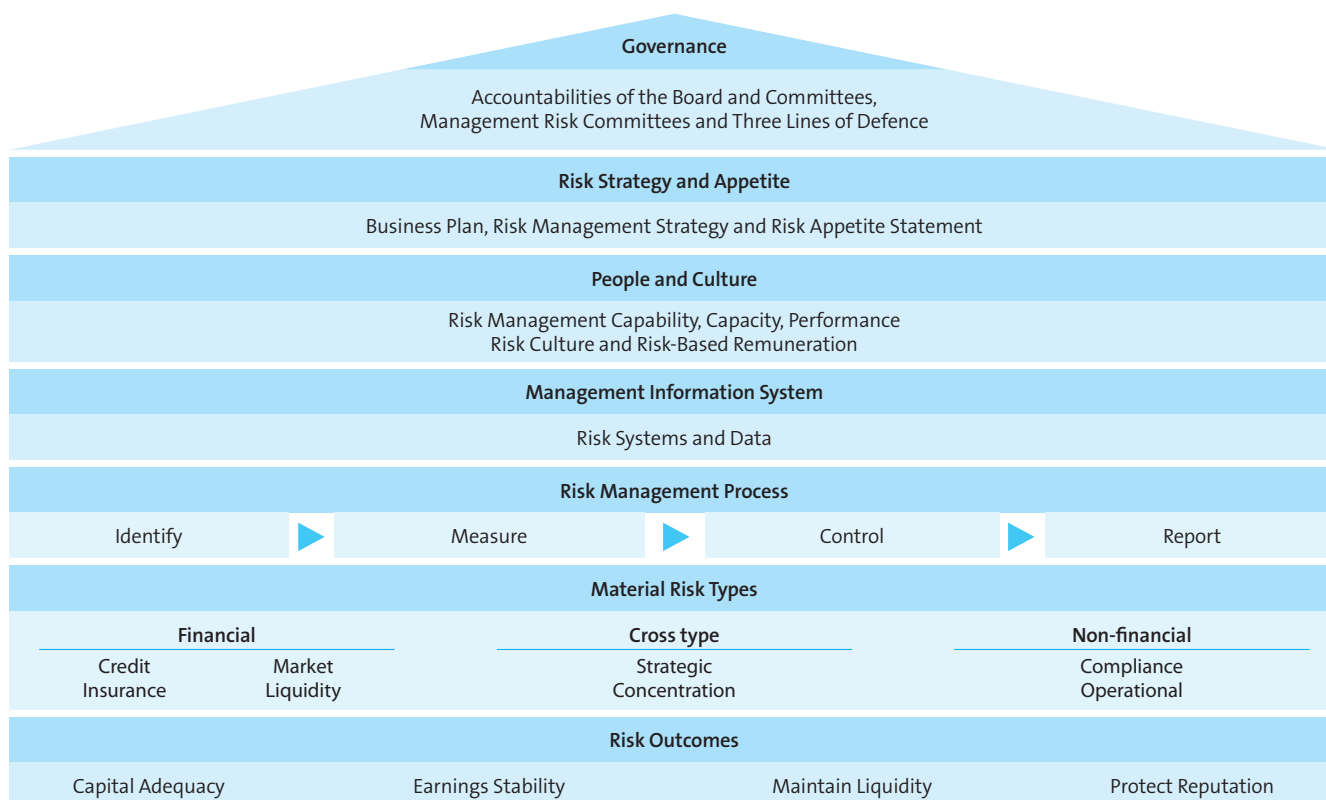 Governance
Accountabilities of the Board and Committees,
Management Risk Committees and Three Lines of Defence
Risk Strategy and Appetite
Business Plan, Risk Management Strategy and Risk Appetite Statement
People and Culture
Risk Management Capability, Capacity, Performance
Risk Culture and Risk-Based Remuneration
Management Information System
Risk Systems and Data
Risk Management Process
Identify Measure Control Report
Material Risk Types
Financial Cross type Non-financial
Credit Market Strategic Compliance
Insurance Liquidity Concentration Operational
Risk Outcomes
Capital Adequacy Earnings Stability Maintain Liquidity Protect Reputation